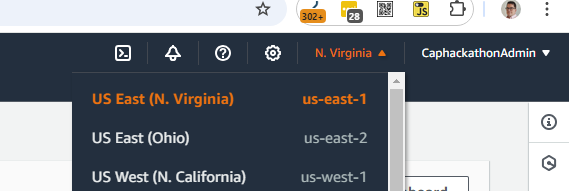 302+
28
JS
N. Virginia
CaphackathonAdmin
US East (N. Virginia) us-east-1
US East (Ohio) us-east-2
US West (N. California) us-west-1
board